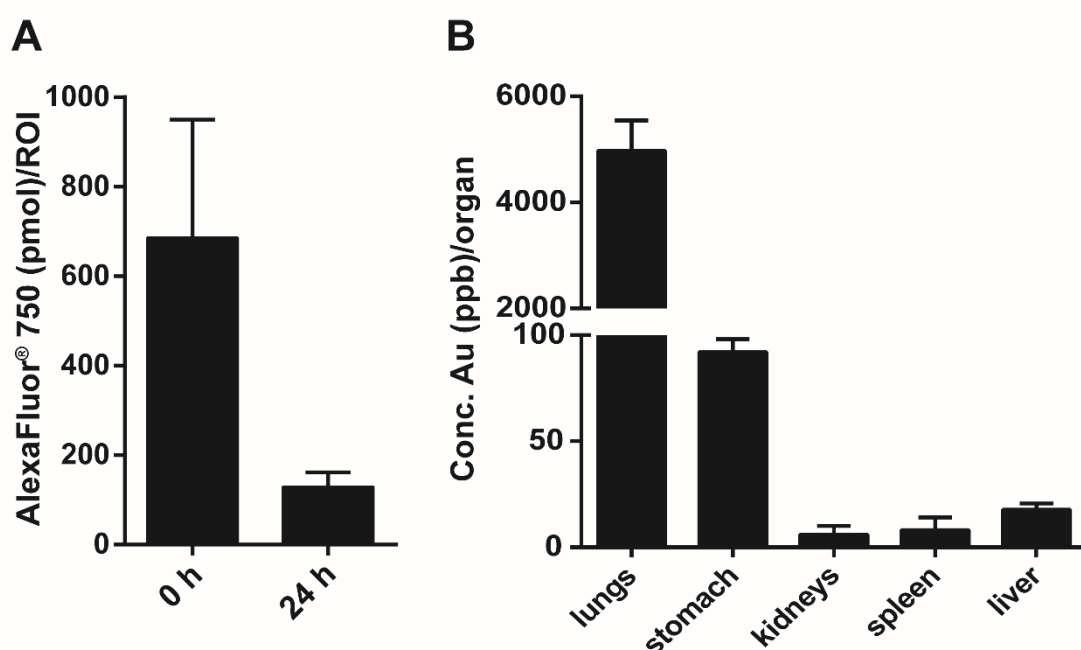 A
AlexaFluor® 750 (pmol)/ROI
1000
800
600
400
200
0
0 h
24 h
B
Conc. Au (ppb)/organ
6000
4000
2000
100
50
0
lungs
stomach
kidneys
spleen
liver